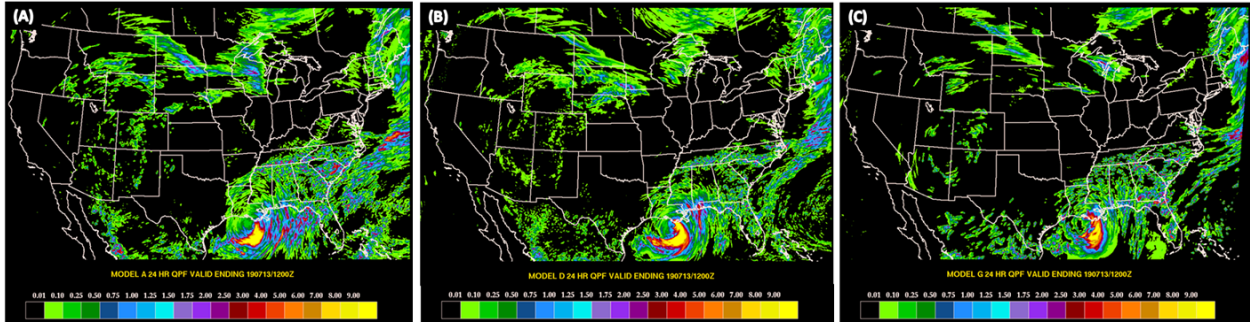 (A)
MODEL A 24 HR QPF VALID ENDING 190713/1200Z
0.01 0.10 0.25 0.50 0.75 1.00 1.25 1.50 1.75 2.00 2.50 3.00 4.00 5.00 6.00 7.00 8.00 9.00
(B)
MODEL D 24 HR QPF VALID ENDING 190713/1200Z
0.01 0.10 0.25 0.50 0.75 1.00 1.25 1.50 1.75 2.00 2.50 3.00 4.00 5.00 6.00 7.00 8.00 9.00
(C)
MODEL G 24 HR QPF VALID ENDING 190713/1200Z
0.01 0.10 0.25 0.50 0.75 1.00 1.25 1.50 1.75 2.00 2.50 3.00 4.00 5.00 6.00 7.00 8.00 9.00